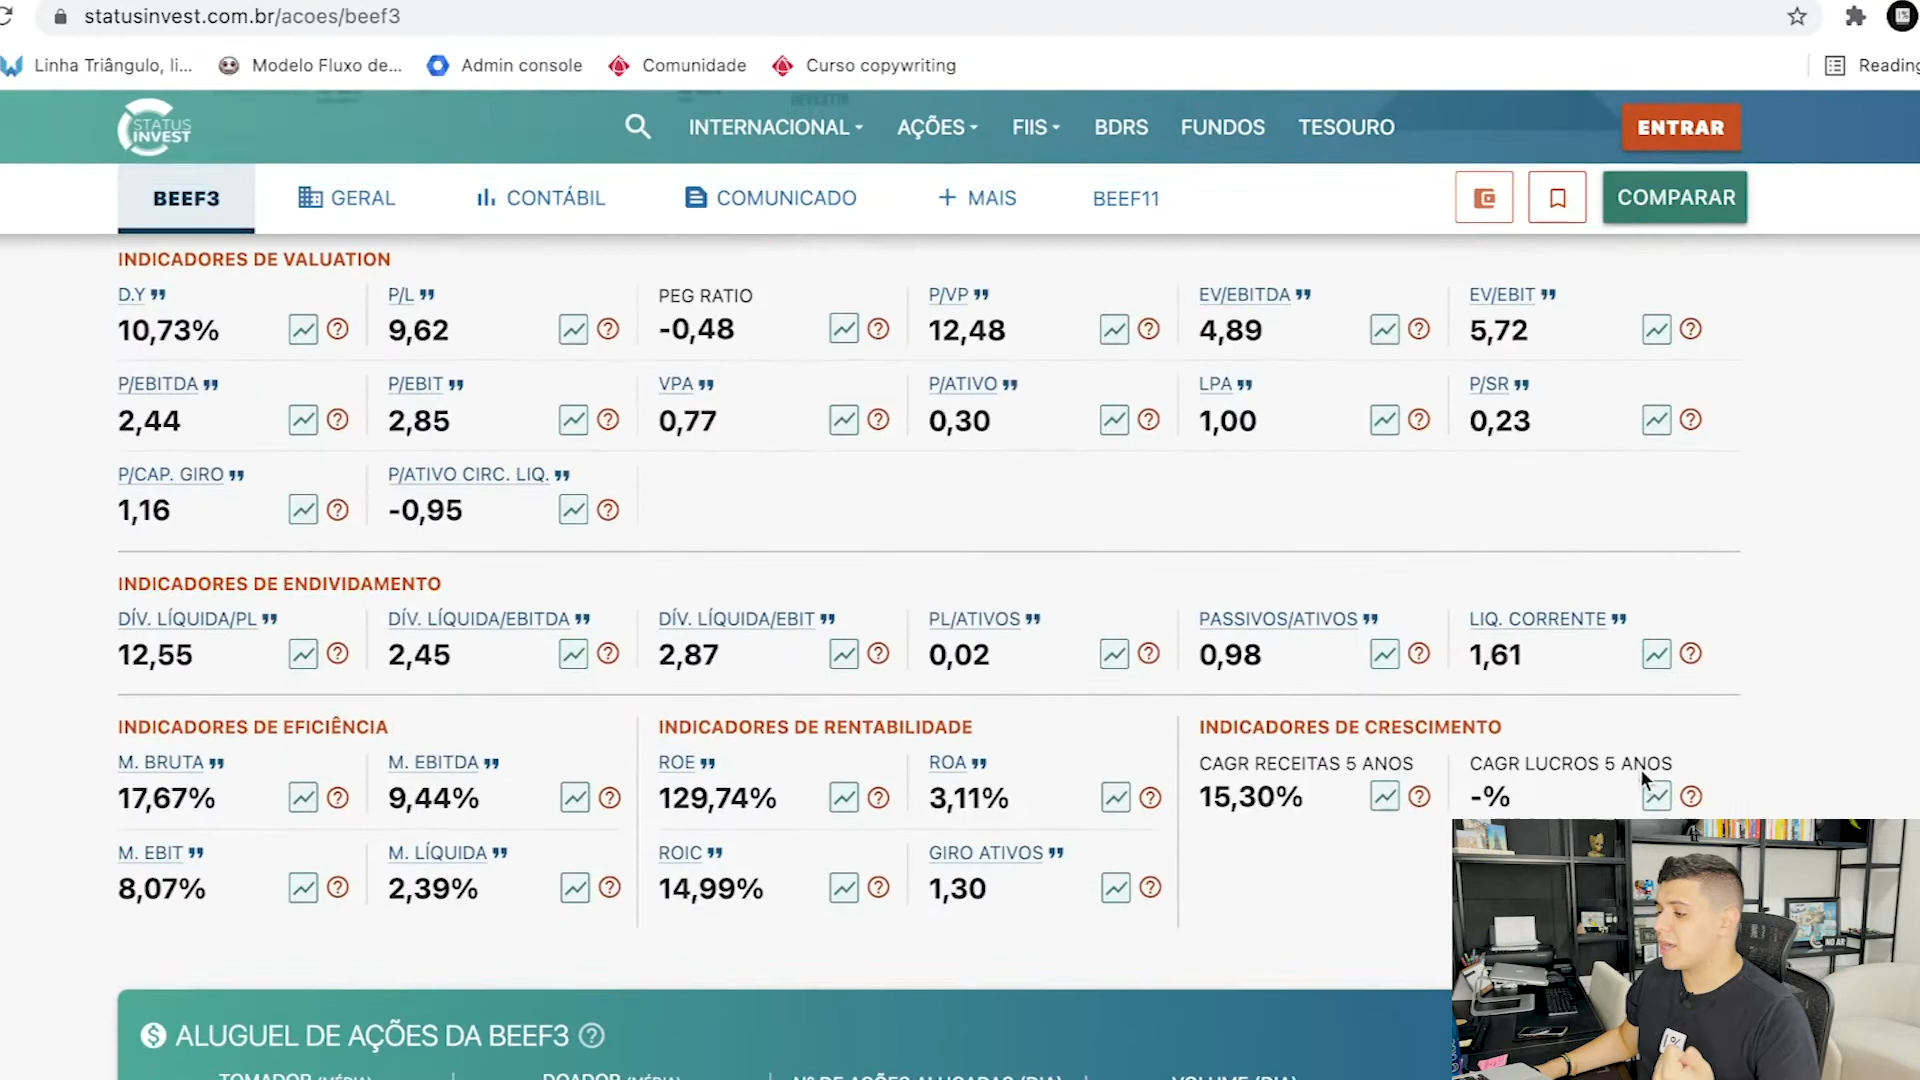 statusinvest.com.br/acoes/beef3
Linha Triângulo, li... Modelo Fluxo de... Admin console Comunidade Curso copywriting Reading
STATUS INVEST INTERNACIONAL AÇÕES FIIS BDRS FUNDOS TESOURO ENTRAR
BEEF3 GERAL CONTÁBIL COMUNICADO + MAIS BEEF11 COMPARAR
INDICADORES DE VALUATION
D.Y P/L PEG RATIO P/VP EV/EBITDA EV/EBIT
10,73% 9,62 -0,48 12,48 4,89 5,72
P/EBITDA P/EBIT VPA P/ATIVO LPA P/SR
2,44 2,85 0,77 0,30 1,00 0,23
P/CAP. GIRO P/ATIVO CIRC. LIQ.
1,16 -0,95
INDICADORES DE ENDIVIDAMENTO
DÍV. LÍQUIDA/PL DÍV. LÍQUIDA/EBITDA DÍV. LÍQUIDA/EBIT PL/ATIVOS PASSIVOS/ATIVOS LIQ. CORRENTE
12,55 2,45 2,87 0,02 0,98 1,61
INDICADORES DE EFICIÊNCIA INDICADORES DE RENTABILIDADE INDICADORES DE CRESCIMENTO
M. BRUTA M. EBITDA ROE ROA CAGR RECEITAS 5 ANOS CAGR LUCROS 5 ANOS
17,67% 9,44% 129,74% 3,11% 15,30% -%
M. EBIT M. LÍQUIDA ROIC GIRO ATIVOS
8,07% 2,39% 14,99% 1,30
NO AR
ALUGUEL DE AÇÕES DA BEEF3